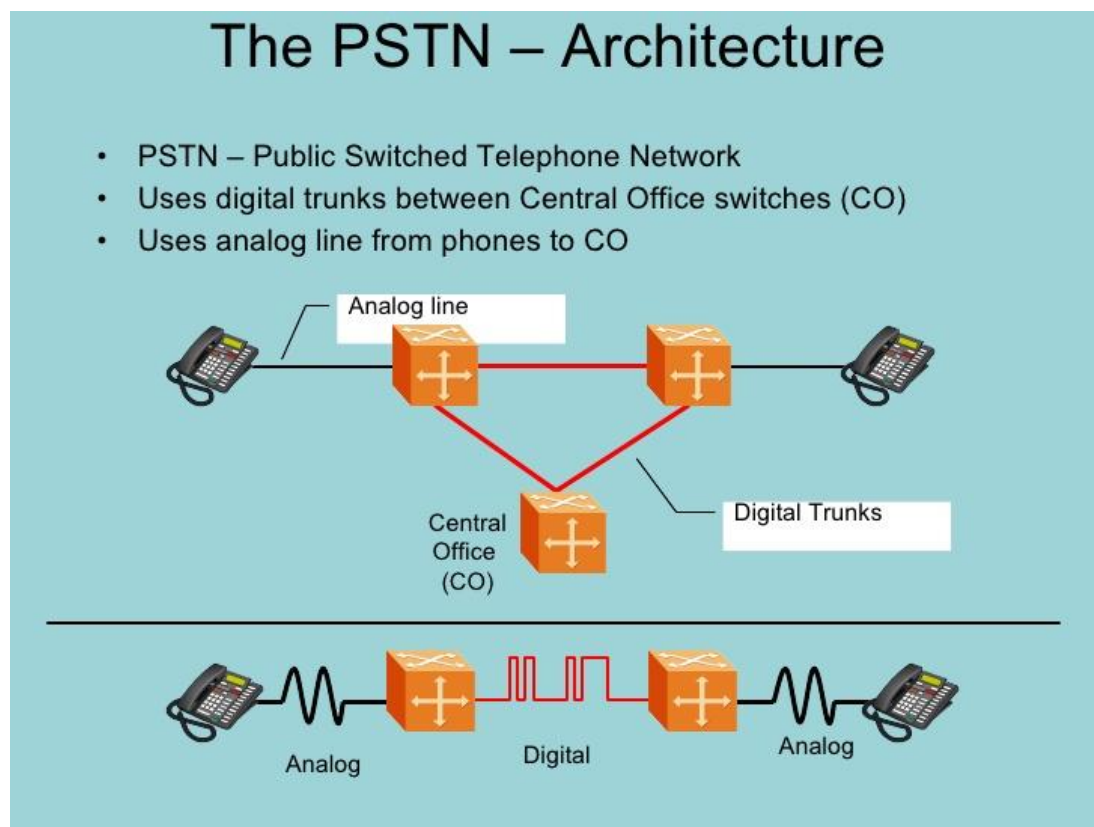 The PSTN – Architecture
• PSTN – Public Switched Telephone Network
• Uses digital trunks between Central Office switches (CO)
• Uses analog line from phones to CO
Analog line
Digital Trunks
Central
Office
(CO)
Analog
Digital
Analog